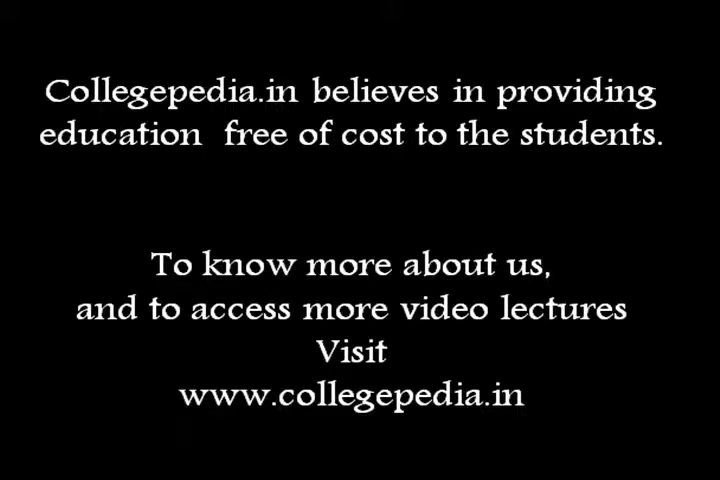 Collegepedia.in believes in providing
education  free of cost to the students.
To know more about us,
and to access more video lectures
Visit
www.collegepedia.in